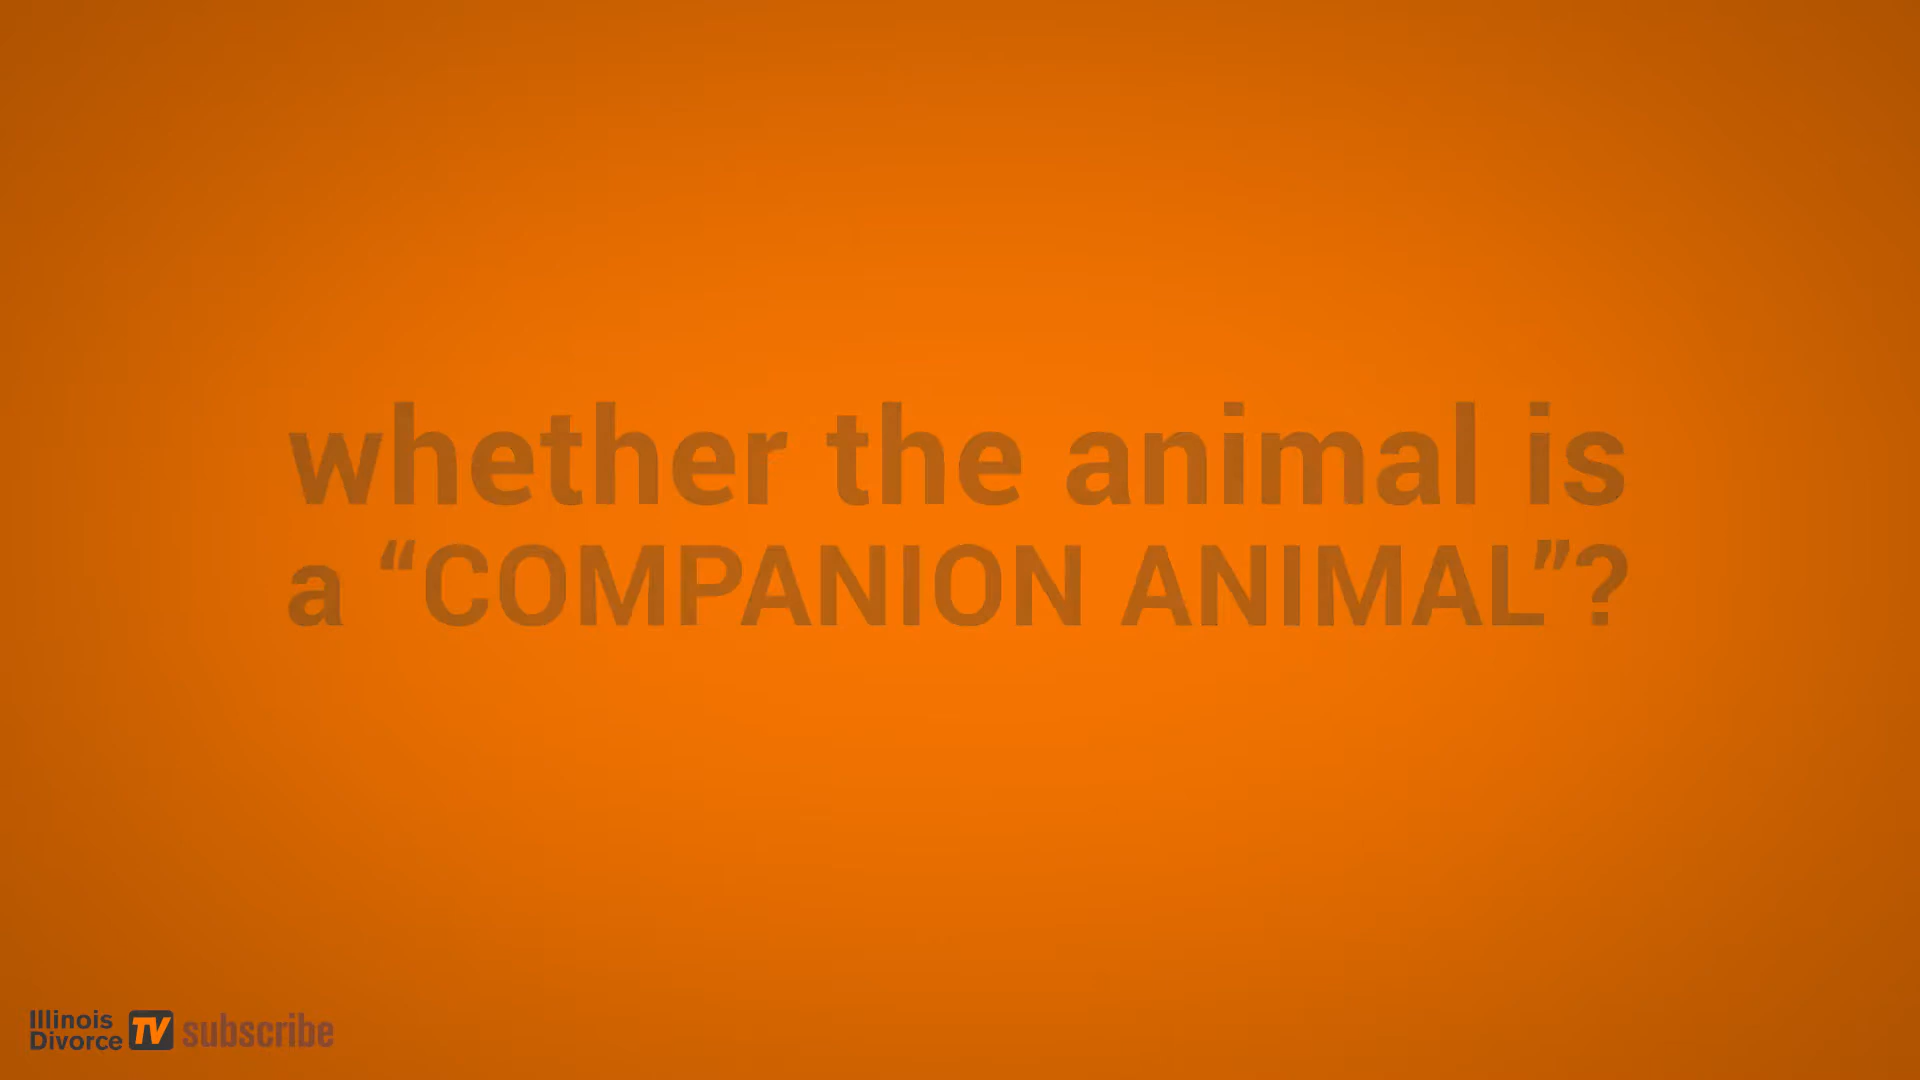 whether the animal is
a “COMPANION ANIMAL”?
Illinois
Divorce TV subscribe